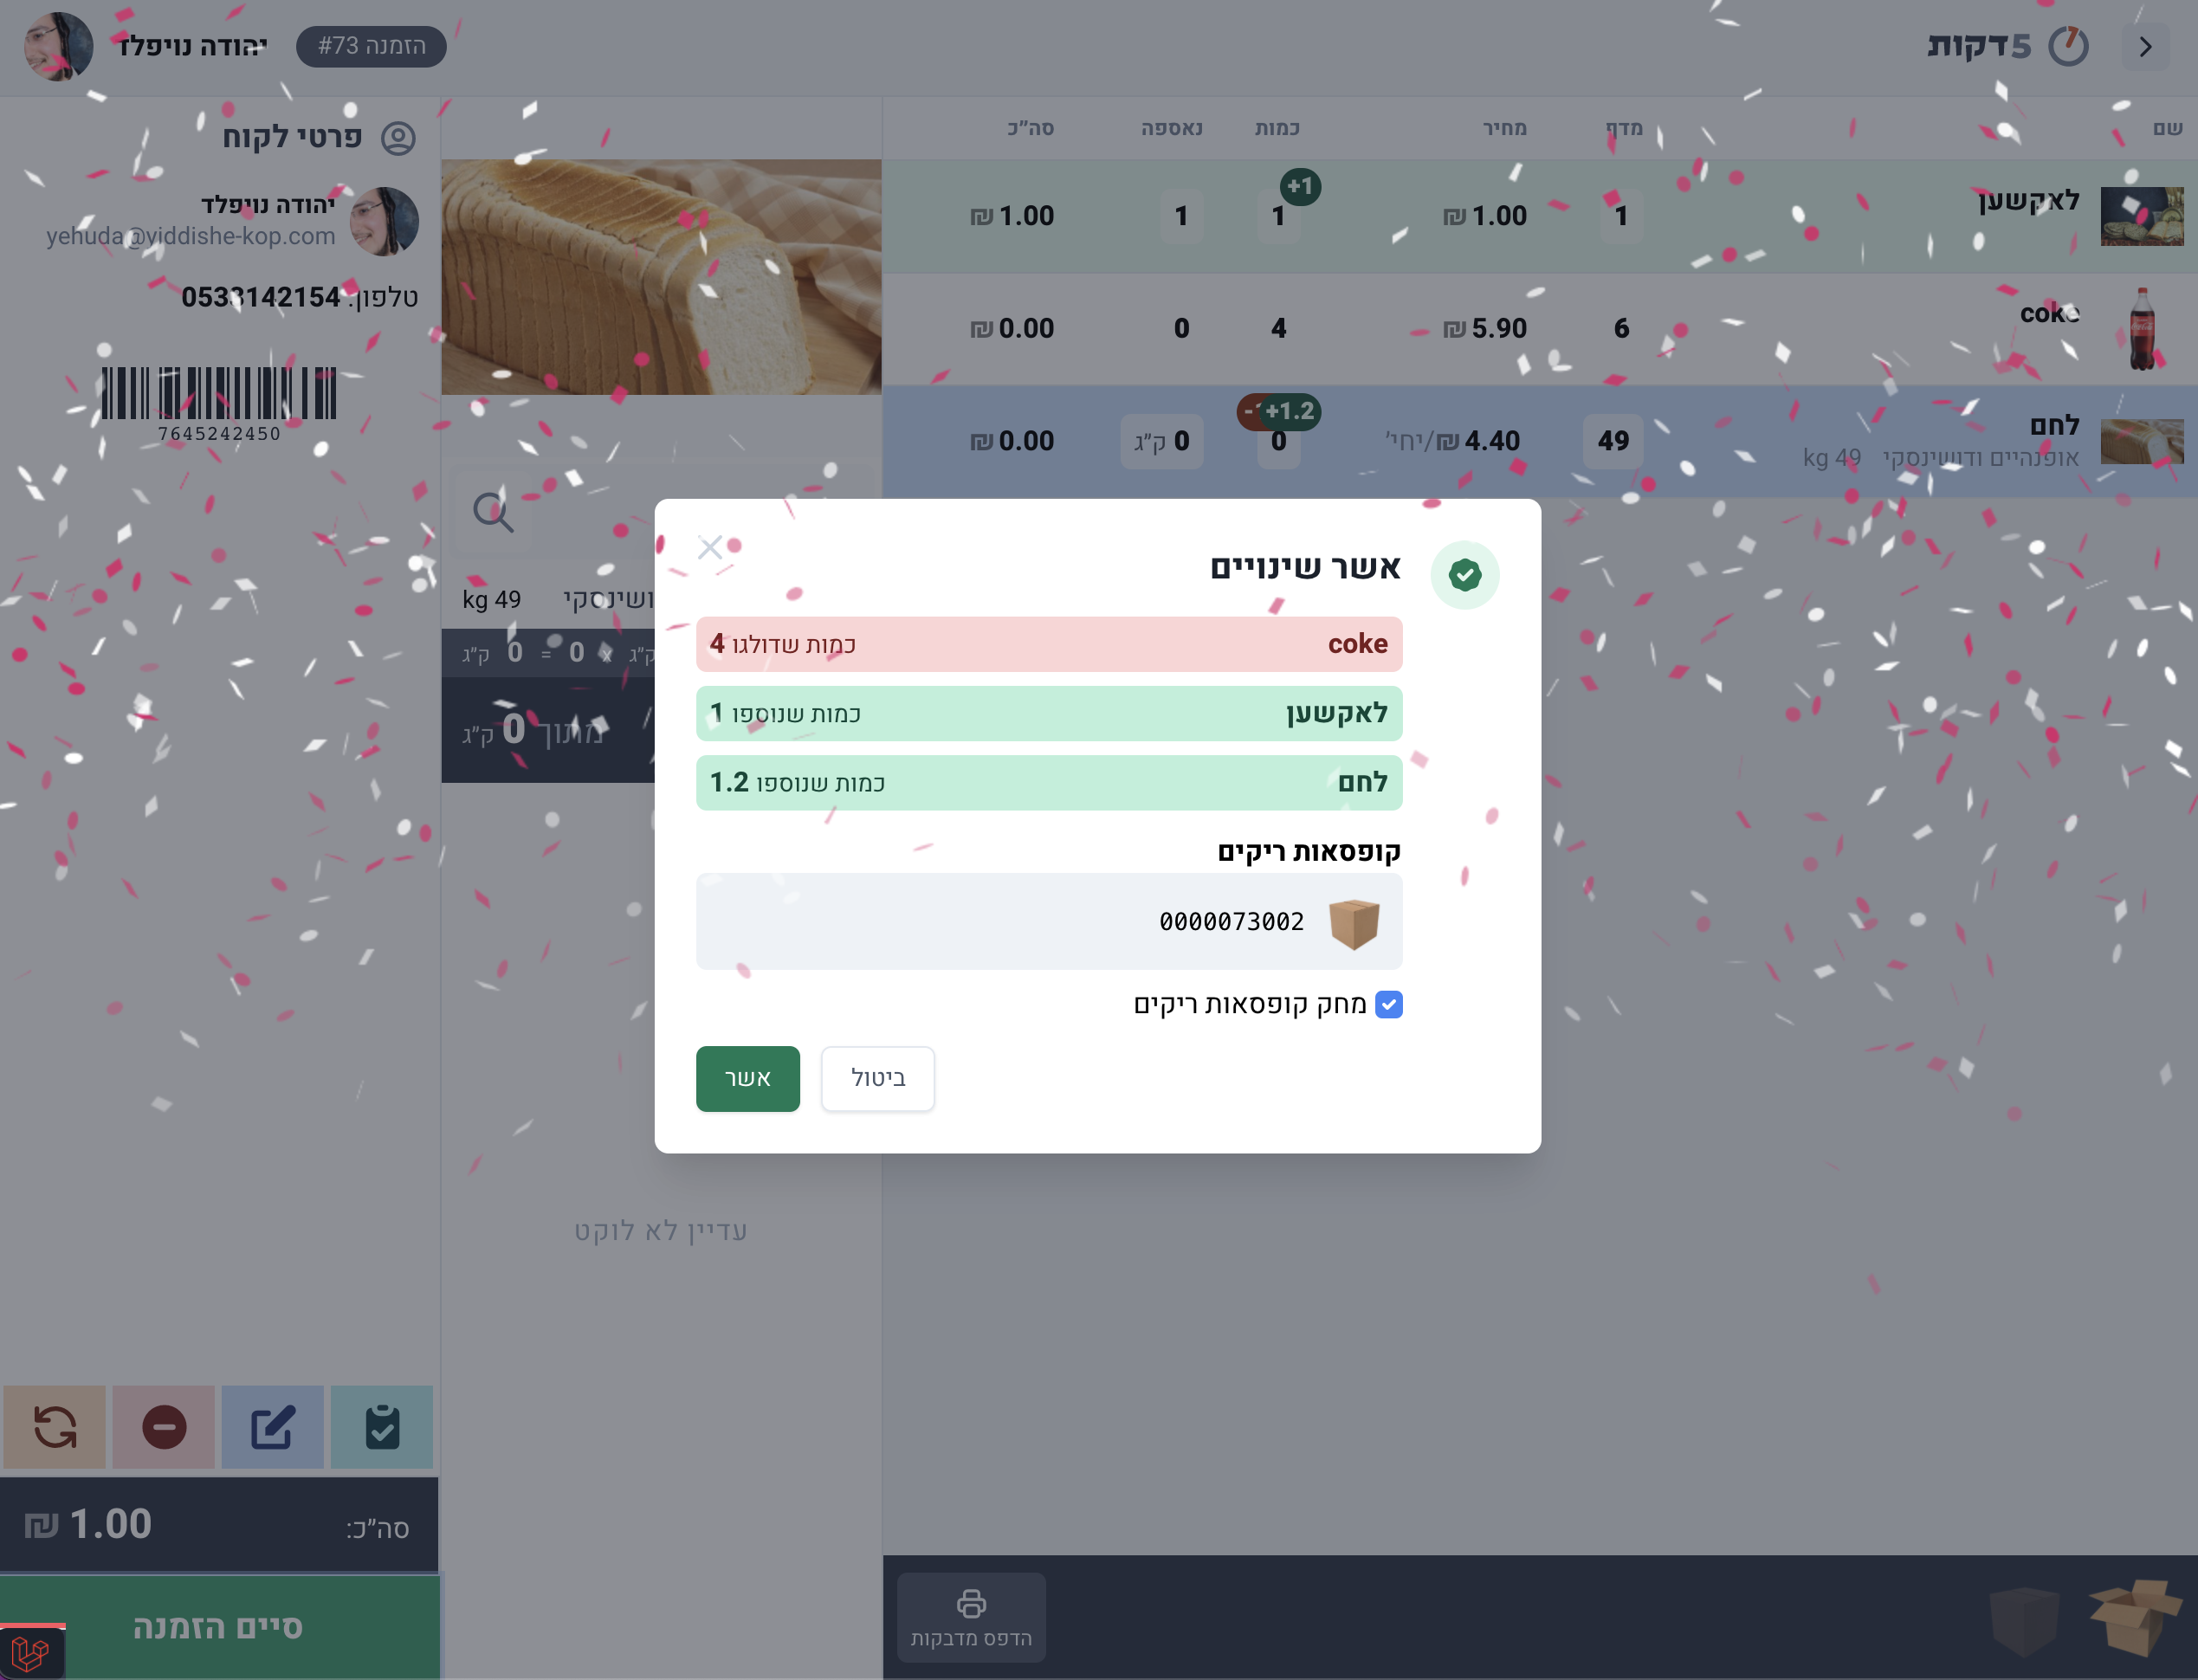 5דקות
הזמנה #73
יהודה נויפלד
שם
מדף
מחיר
כמות
נאספה
סה״כ
לאקשען
1
1.00 ₪
+1
1
1
1.00 ₪
coke
6
5.90 ₪
4
0
0.00 ₪
לחם
אופנהיים ודושינסקי 49 kg
49
4.40 ₪/יחי׳
+1.2
0
0 ק״ג
0.00 ₪
פרטי לקוח
יהודה נויפלד
yehuda@yiddishe-kop.com
טלפון: 0533142154
7645242450
49 kg
ק״ג x 0 = 0 ק״ג
מתוך 0 ק״ג
עדיין לא לוקט
אשר שינויים
coke
כמות שדולגו 4
לאקשען
כמות שנוספו 1
לחם
כמות שנוספו 1.2
קופסאות ריקים
0000073002
מחק קופסאות ריקים
ביטול
אשר
סה״כ:
1.00 ₪
סיים הזמנה
הדפס מדבקות